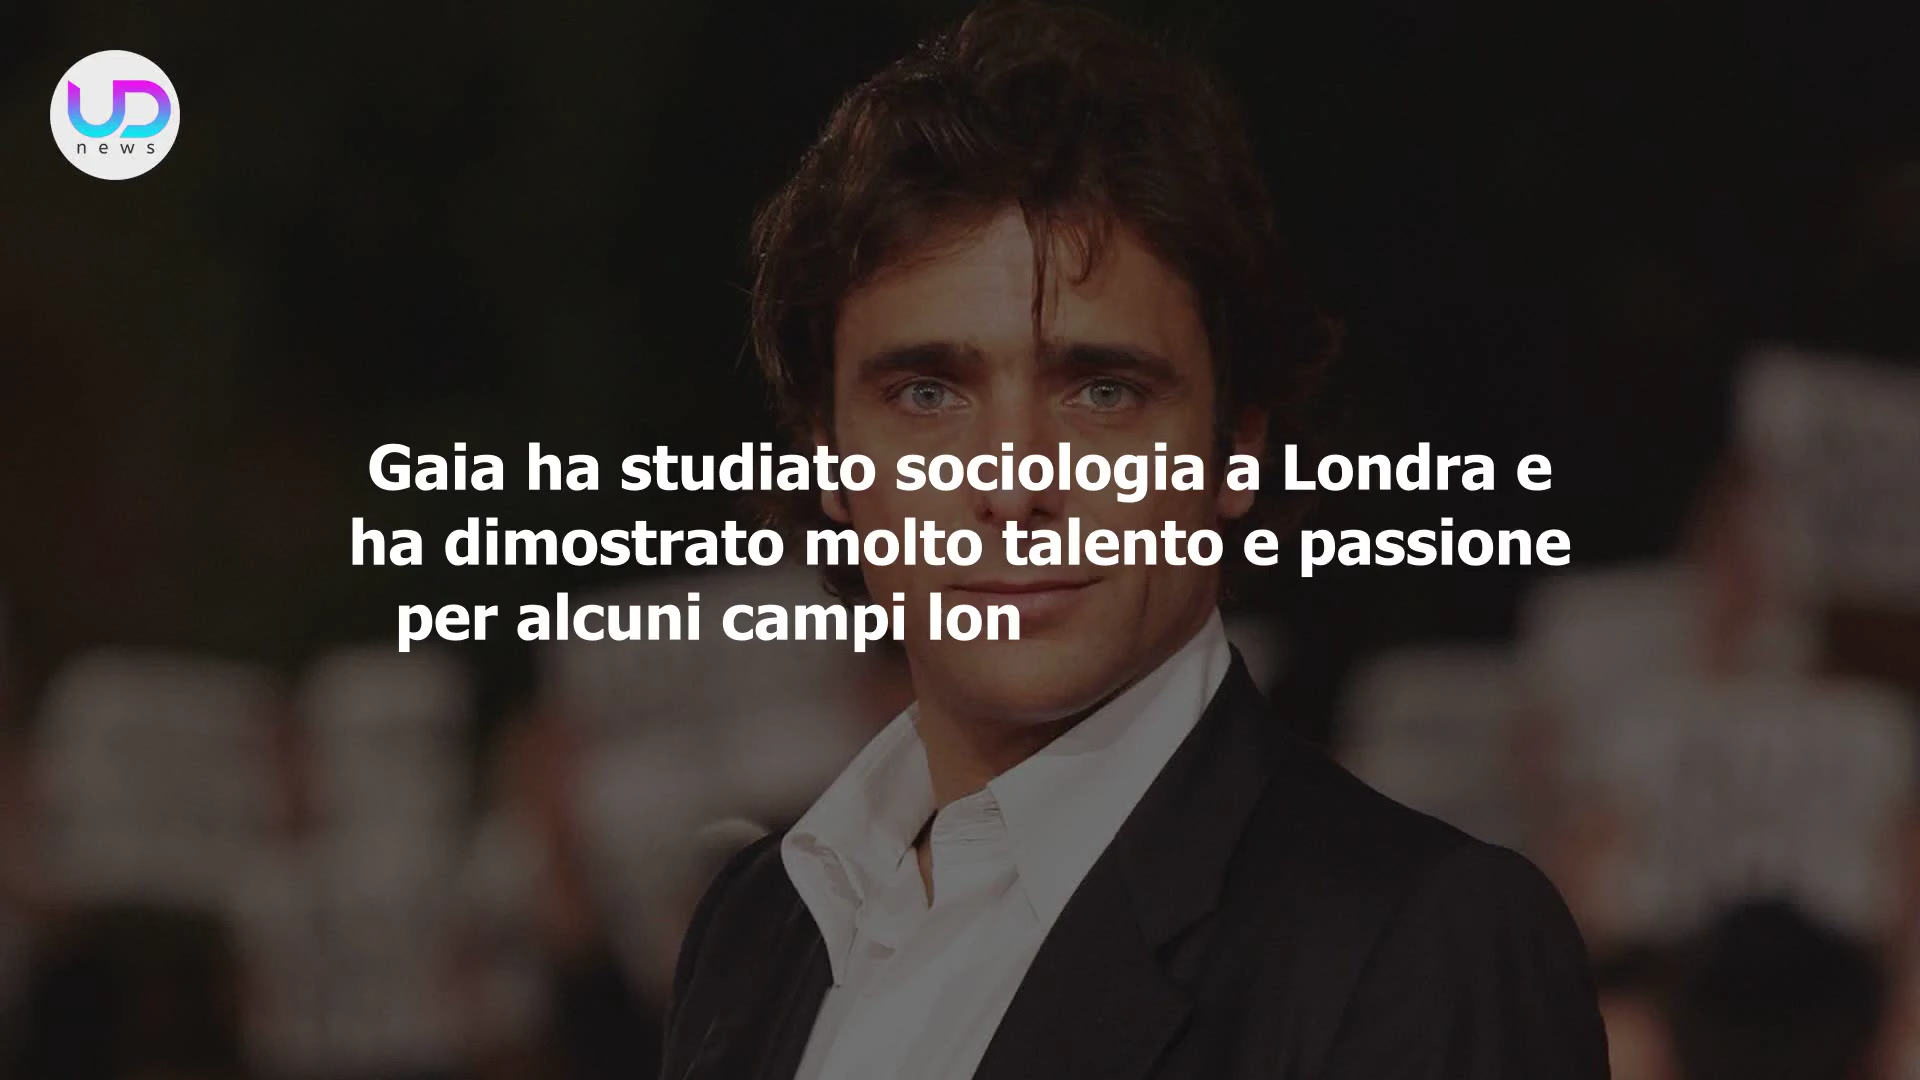 UD
news
Gaia ha studiato sociologia a Londra e
ha dimostrato molto talento e passione
per alcuni campi lon